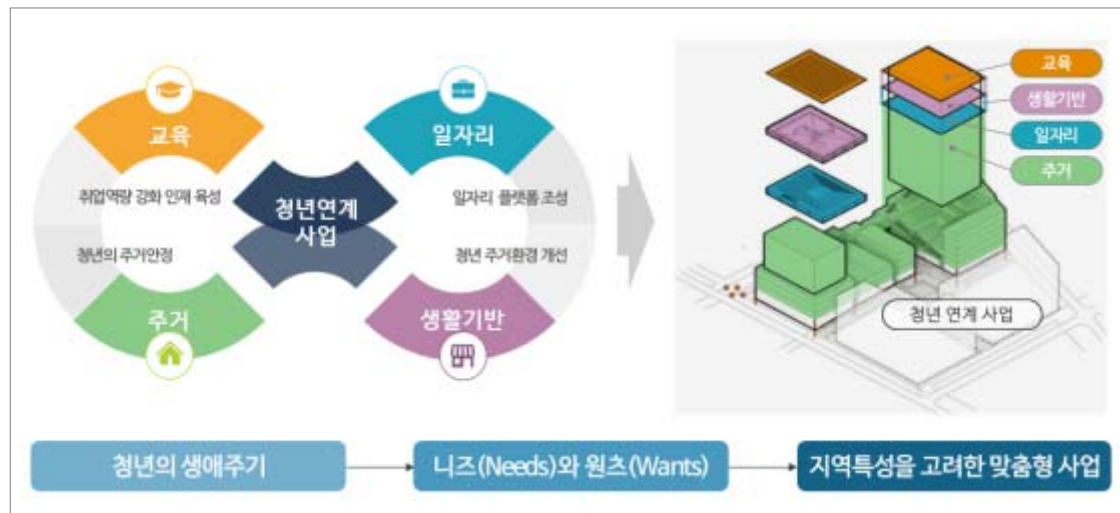 교육
일자리
취업역량 강화 인재 육성
청년연계
사업
일자리 플랫폼 조성
청년의 주거안정
청년 주거환경 개선
주거
생활기반
교육
생활기반
일자리
주거
청년 연계 사업
청년의 생애주기
니즈(Needs)와 원츠(Wants)
지역특성을 고려한 맞춤형 사업